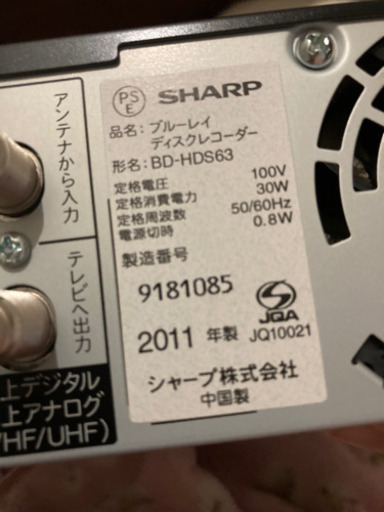 PS
E
SHARP
品名: ブルーレイ
ディスクレコーダー
形名: BD-HDS63
定格電圧 100V
定格消費電力 30W
定格周波数 50/60Hz
電源切時 0.8W
製造番号
9181085
JQA
2011 年製 JQ10021
シャープ株式会社
中国製
アンテナから入力
テレビへ出力
上デジタル
上アナログ
/HF/UHF)